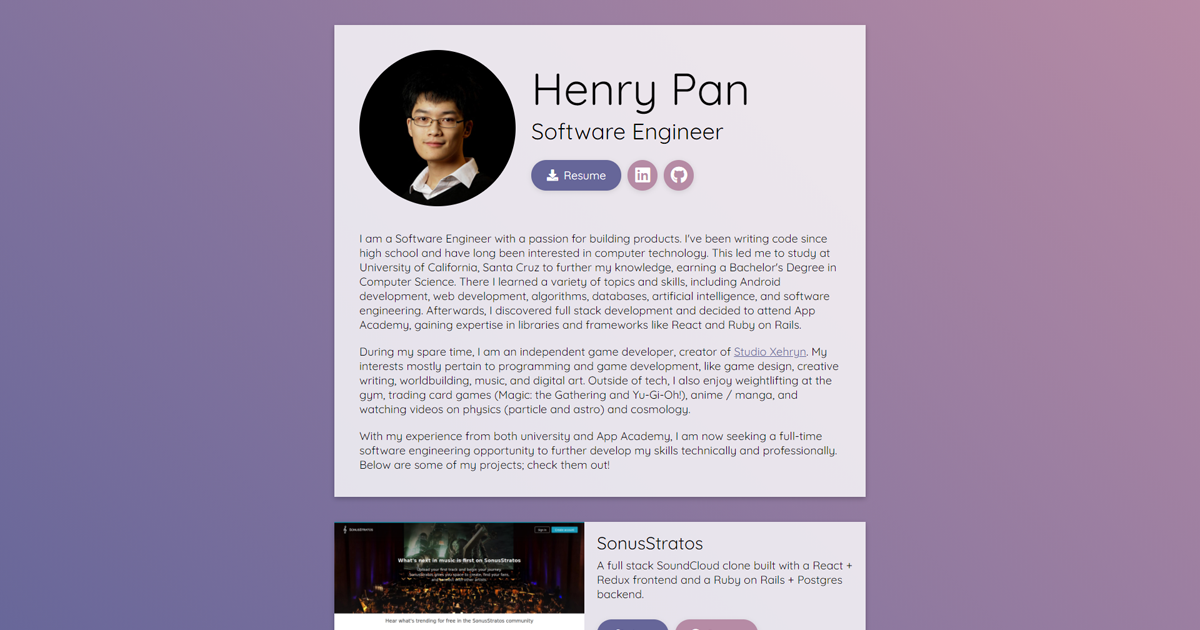 Henry Pan
Software Engineer
Resume
I am a Software Engineer with a passion for building products. I've been writing code since
high school and have long been interested in computer technology. This led me to study at
University of California, Santa Cruz to further my knowledge, earning a Bachelor's Degree in
Computer Science. There I learned a variety of topics and skills, including Android
development, web development, algorithms, databases, artificial intelligence, and software
engineering. Afterwards, I discovered full stack development and decided to attend App
Academy, gaining expertise in libraries and frameworks like React and Ruby on Rails.
During my spare time, I am an independent game developer, creator of Studio Xehryn. My
interests mostly pertain to programming and game development, like game design, creative
writing, worldbuilding, music, and digital art. Outside of tech, I also enjoy weightlifting at the
gym, trading card games (Magic: the Gathering and Yu-Gi-Oh!), anime / manga, and
watching videos on physics (particle and astro) and cosmology.
With my experience from both university and App Academy, I am now seeking a full-time
software engineering opportunity to further develop my skills technically and professionally.
Below are some of my projects; check them out!
What's next in music is first on SonusStratos
Hear what's trending for free in the SonusStratos community
SonusStratos
A full stack SoundCloud clone built with a React +
Redux frontend and a Ruby on Rails + Postgres
backend.